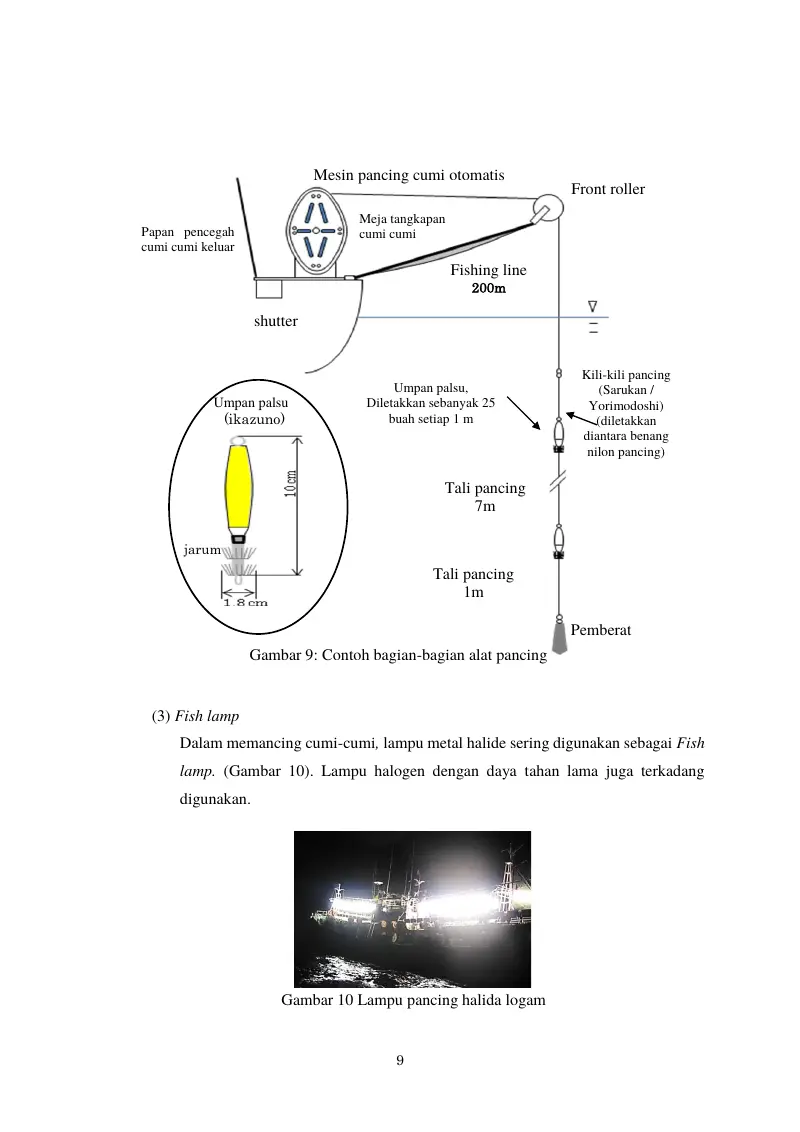 Mesin pancing cumi otomatis
Front roller
Meja tangkapan
cumi cumi
Papan pencegah
cumi cumi keluar
Fishing line
200m
shutter
Kili-kili pancing
(Sarukan /
Yorimodoshi)
(diletakkan
diantara benang
nilon pancing)
Umpan palsu,
Diletakkan sebanyak 25
buah setiap 1 m
Umpan palsu
(ikazuno)
10cm
Tali pancing
7m
jarum
Tali pancing
1m
1.8cm
Pemberat
Gambar 9: Contoh bagian-bagian alat pancing
(3) Fish lamp
Dalam memancing cumi-cumi, lampu metal halide sering digunakan sebagai Fish
lamp. (Gambar 10). Lampu halogen dengan daya tahan lama juga terkadang
digunakan.
Gambar 10 Lampu pancing halida logam
9